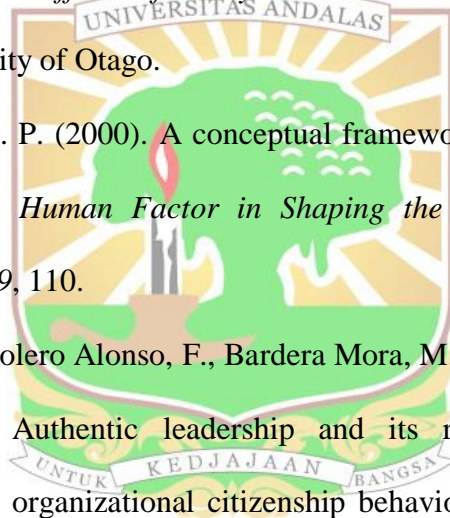 UNIVERSITAS ANDALAS
ity of Otago.
. P. (2000). A conceptual framewo
Human Factor in Shaping the
9, 110.
olero Alonso, F., Bardera Mora, M.
Authentic leadership and its r
UNTUK KEDJAJAAN BANGSA
organizational citizenship behavio